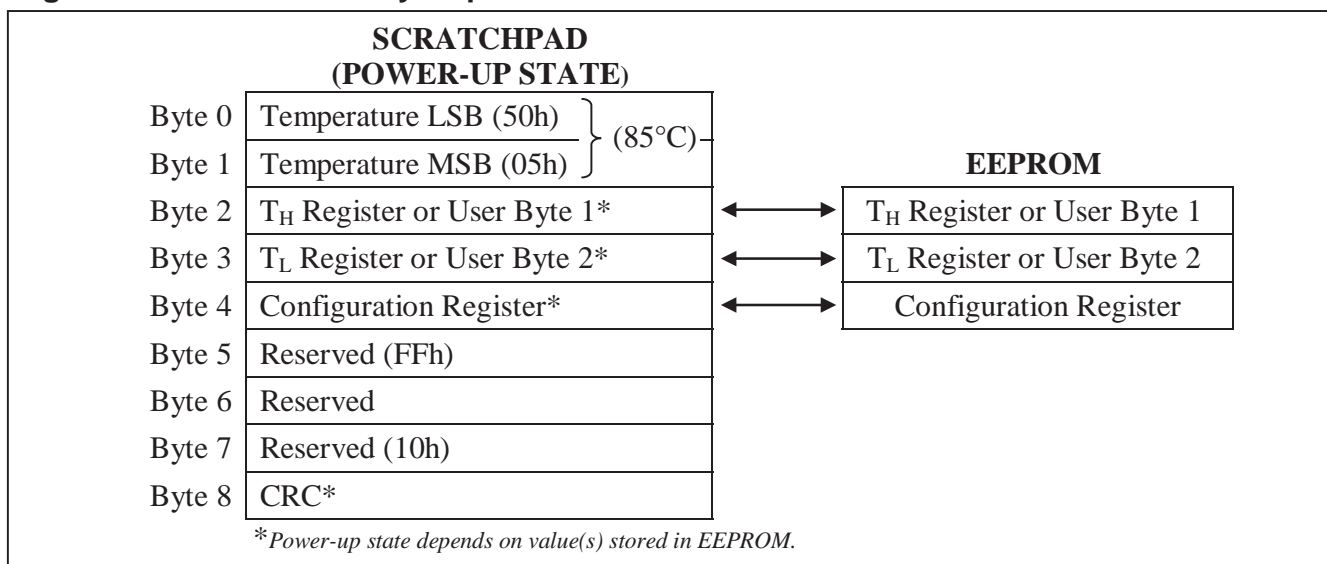 SCRATCHPAD
(POWER-UP STATE)
Byte 0 Temperature LSB (50h)
(85°C)
Byte 1 Temperature MSB (05h)
EEPROM
Byte 2 TH Register or User Byte 1* TH Register or User Byte 1
Byte 3 TL Register or User Byte 2* TL Register or User Byte 2
Byte 4 Configuration Register* Configuration Register
Byte 5 Reserved (FFh)
Byte 6 Reserved
Byte 7 Reserved (10h)
Byte 8 CRC*
*Power-up state depends on value(s) stored in EEPROM.